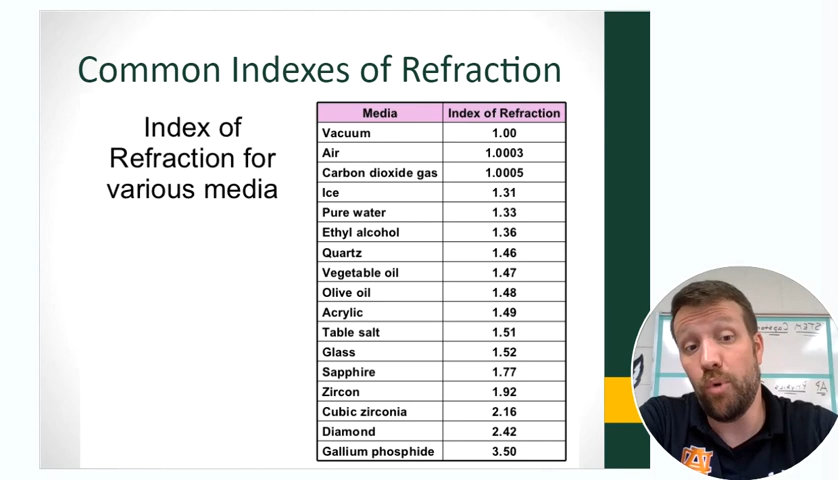 Common Indexes of Refraction
Index of
Refraction for
various media
Media Index of Refraction
Vacuum 1.00
Air 1.0003
Carbon dioxide gas 1.0005
Ice 1.31
Pure water 1.33
Ethyl alcohol 1.36
Quartz 1.46
Vegetable oil 1.47
Olive oil 1.48
Acrylic 1.49
Table salt 1.51
Glass 1.52
Sapphire 1.77
Zircon 1.92
Cubic zirconia 2.16
Diamond 2.42
Gallium phosphide 3.50